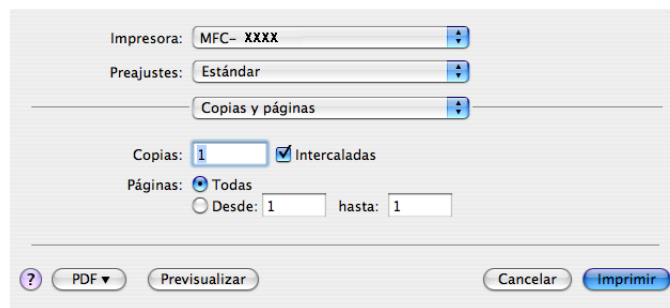 Impresora: MFC- XXXX
Preajustes: Estándar
Copias y páginas
Copias: 1 Intercaladas
Páginas: Todas
Desde: 1 hasta: 1
? PDF ▼ Previsualizar Cancelar Imprimir